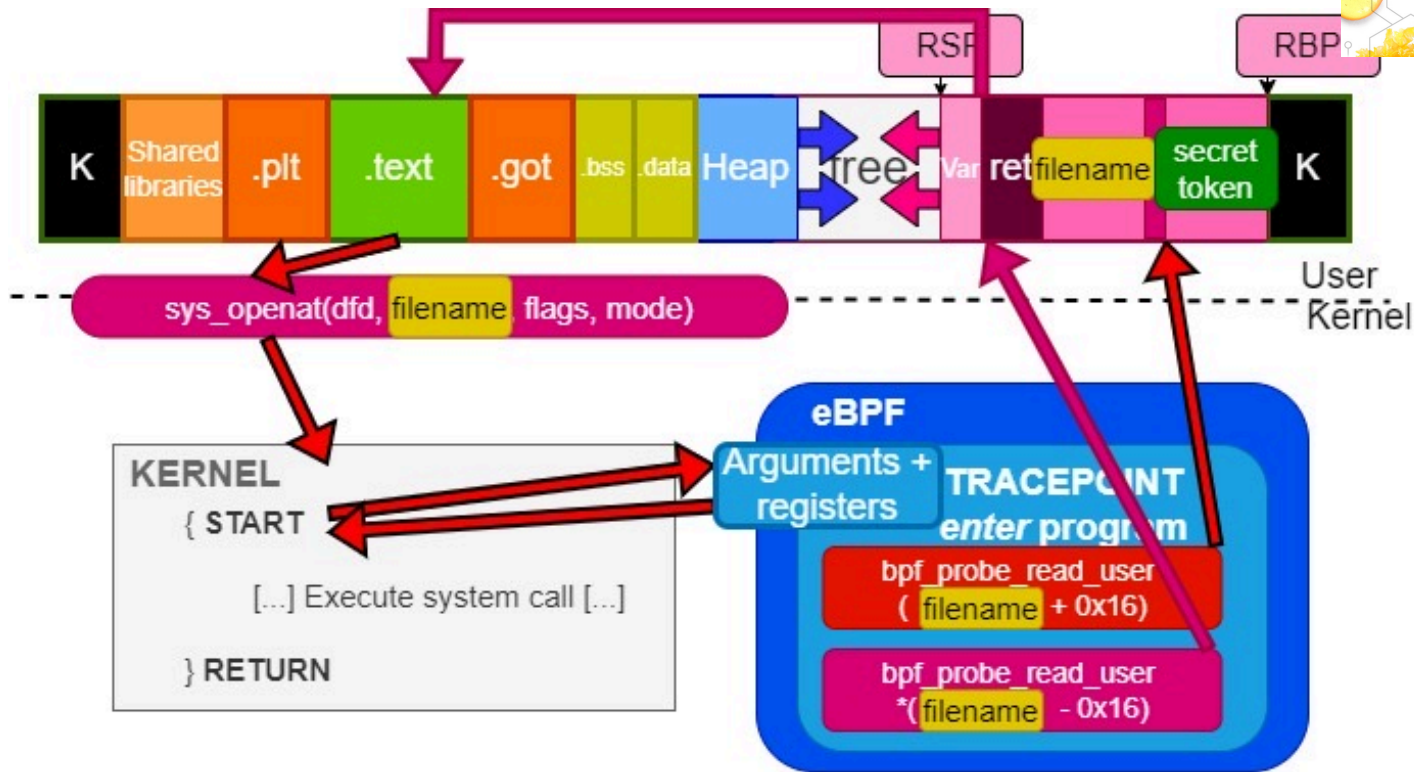 RSP
RBP
K
Shared
libraries
.plt
.text
.got
.bss
.data
Heap
free
Var
ret
filename
secret
token
K
User
Kernel
sys_openat(dfd, filename, flags, mode)
eBPF
KERNEL
{ START
[...] Execute system call [...]
} RETURN
Arguments +
registers
TRACEPOINT
enter program
bpf_probe_read_user
( filename + 0x16)
bpf_probe_read_user
*( filename - 0x16)